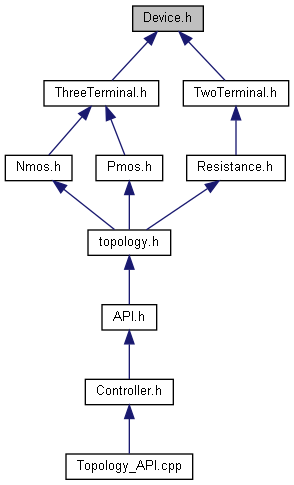 Device.h
ThreeTerminal.h
TwoTerminal.h
Nmos.h
Pmos.h
Resistance.h
topology.h
API.h
Controller.h
Topology_API.cpp